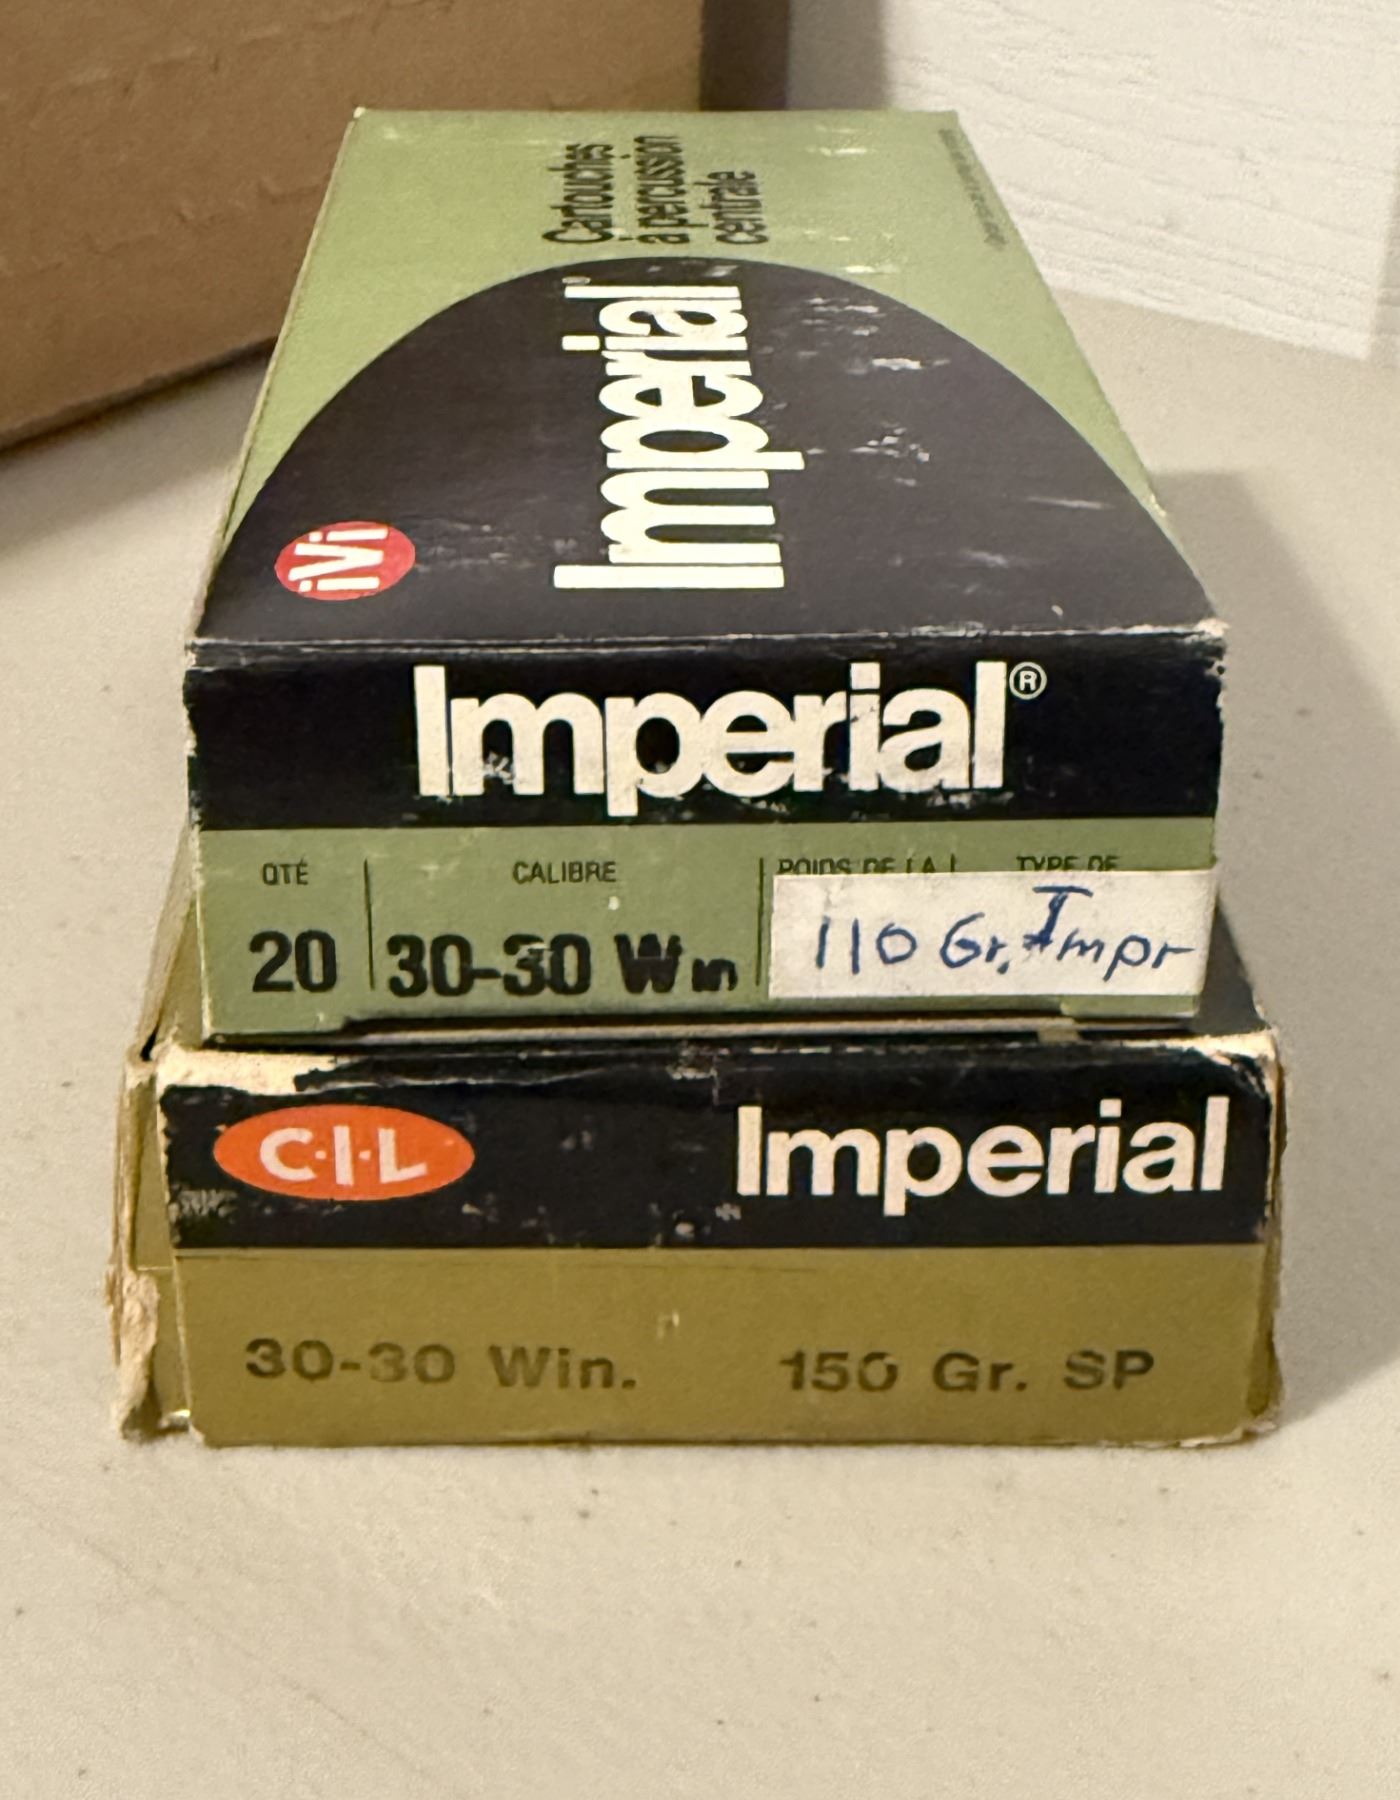 Cartouches
à percussion
centrale
Imperial
iVi
Imperial®
QTÉ CALIBRE POIDS DE LA TYPE DE
20 30-30 Win 110 Gr. Impr
C·I·L Imperial
30-30 Win. 150 Gr. SP